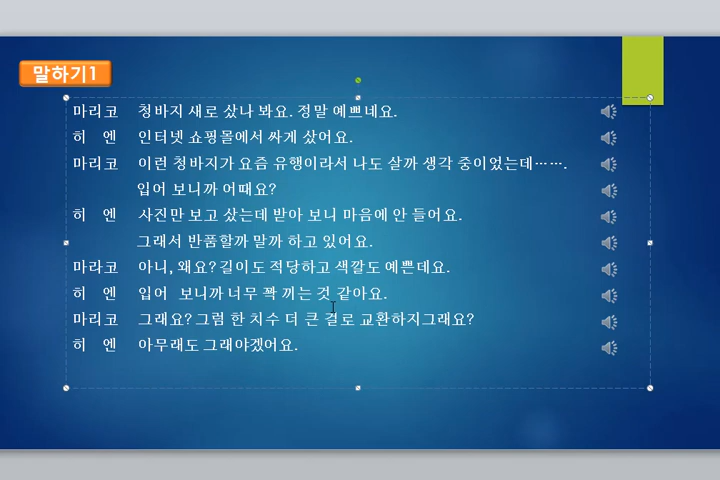 말하기1
마리코 청바지 새로 샀나 봐요. 정말 예쁘네요.
히 엔 인터넷 쇼핑몰에서 싸게 샀어요.
마리코 이런 청바지가 요즘 유행이라서 나도 살까 생각 중이었는데…….
입어 보니까 어때요?
히 엔 사진만 보고 샀는데 받아 보니 마음에 안 들어요.
그래서 반품할까 말까 하고 있어요.
마라코 아니, 왜요? 길이도 적당하고 색깔도 예쁜데요.
히 엔 입어 보니까 너무 꽉 끼는 것 같아요.
마리코 그래요? 그럼 한 치수 더 큰 걸로 교환하지그래요?
히 엔 아무래도 그래야겠어요.